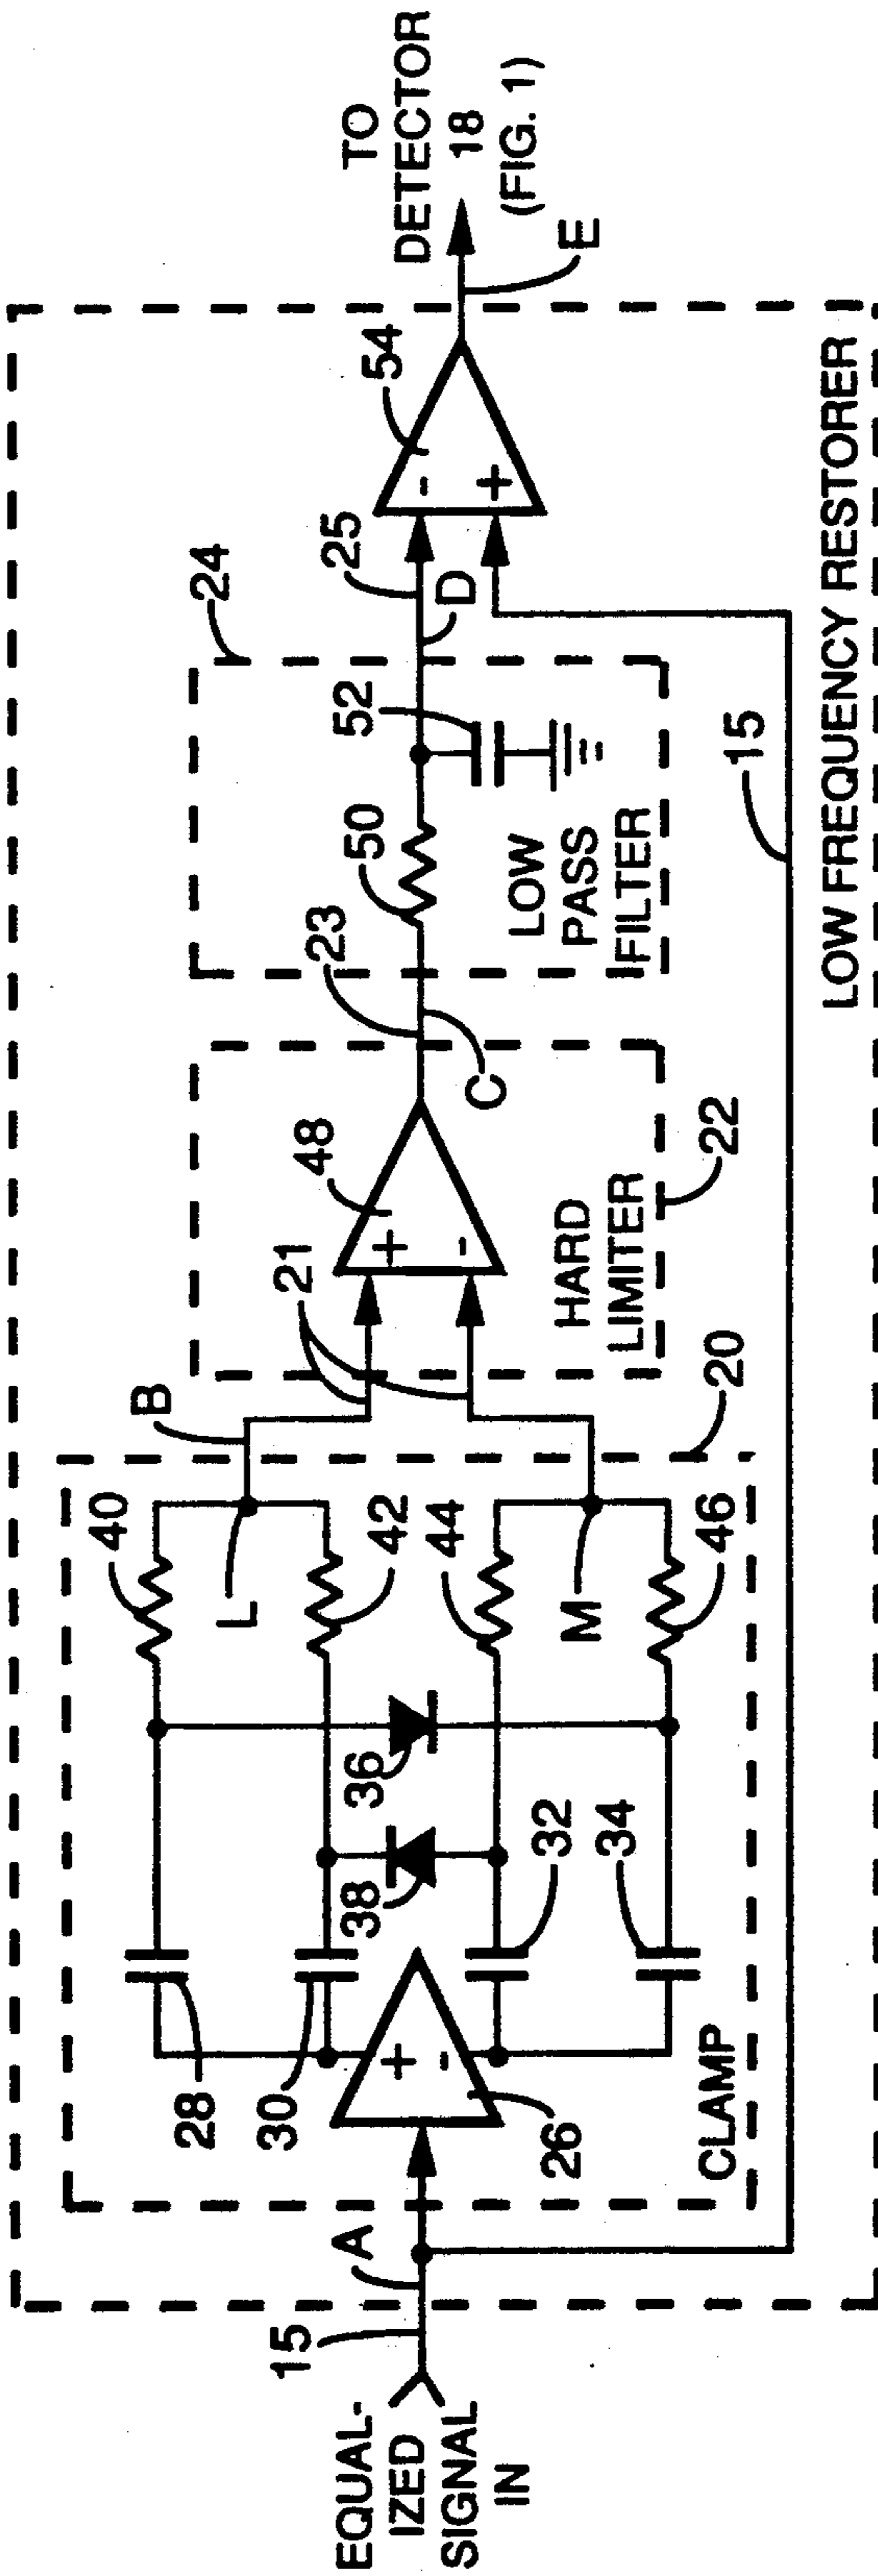 EQUAL-
IZED
SIGNAL
IN
15
A
26
+
-
28
30
32
34
38
36
40
42
44
46
L
M
B
CLAMP
20
21
48
+
-
HARD
LIMITER
22
C
23
50
52
LOW
PASS
FILTER
24
D
25
54
-
+
15
E
TO
DETECTOR
18
(FIG. 1)
LOW FREQUENCY RESTORER